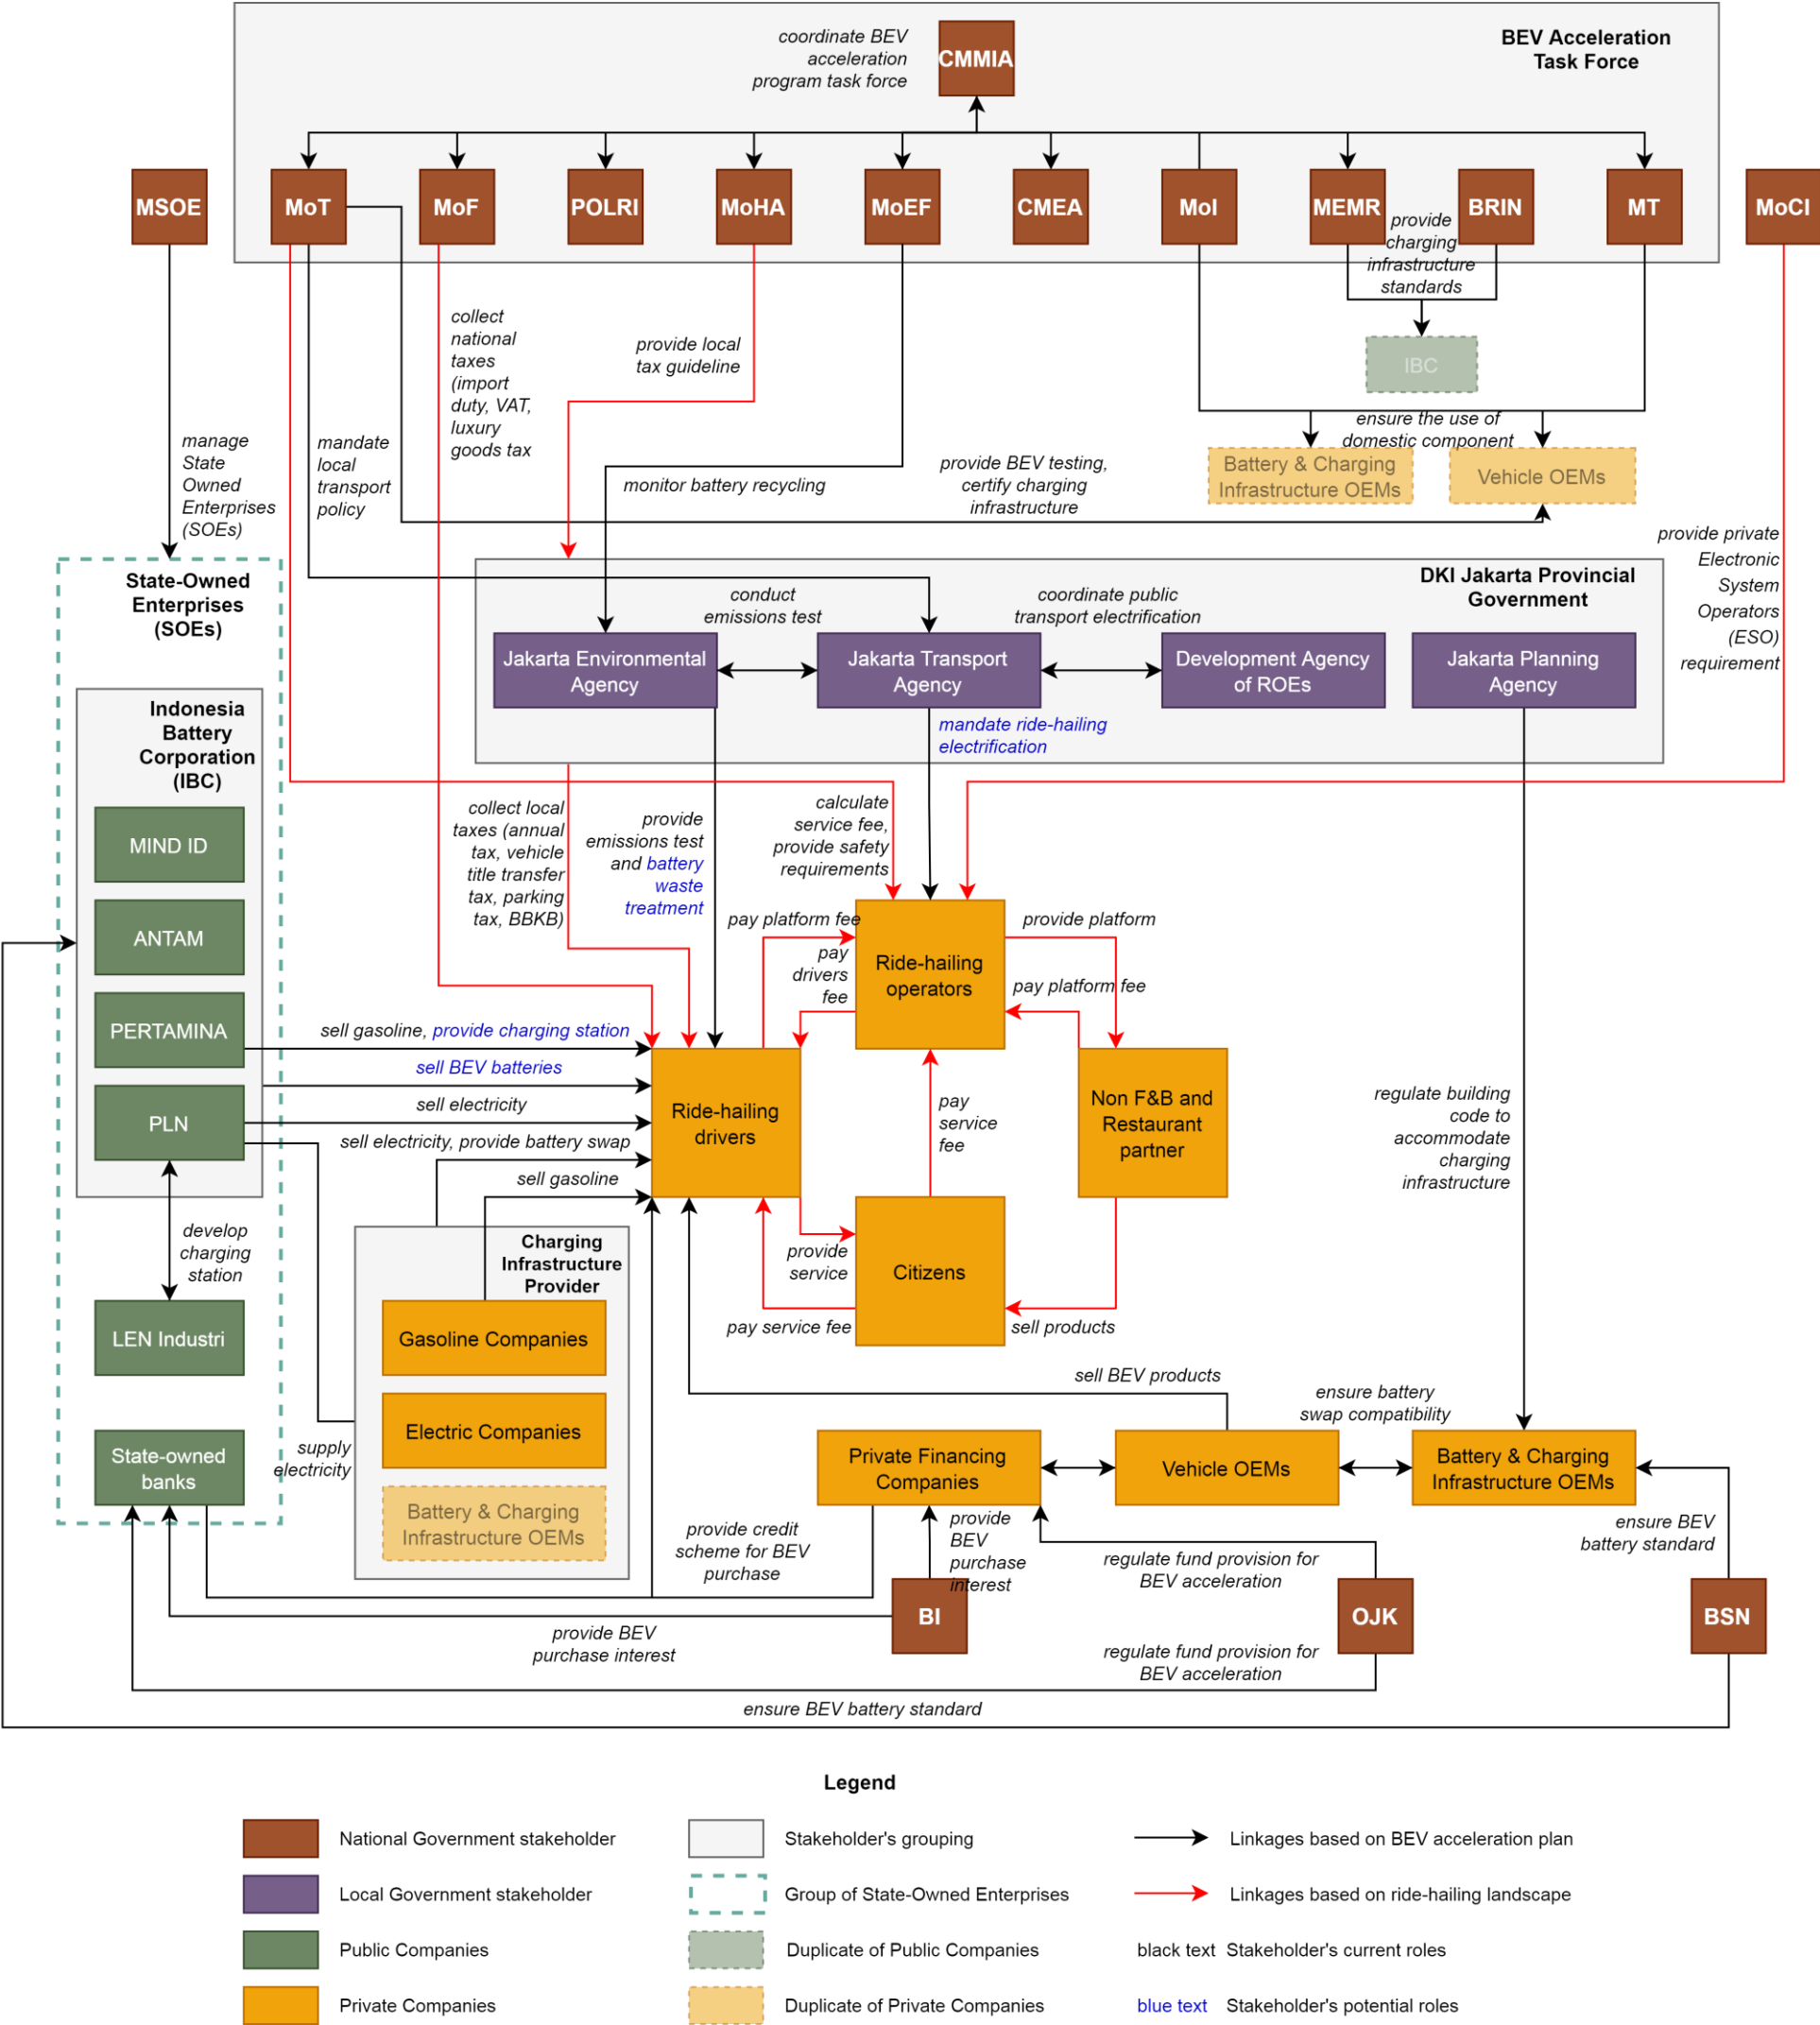 coordinate BEV
acceleration
program task force
CMMIA
BEV Acceleration
Task Force
MSOE
MoT
MoF
POLRI
MoHA
MoEF
CMEA
MoI
MEMR
BRIN
MT
MoCI
provide
charging
infrastructure
standards
IBC
collect
national
taxes
(import
duty, VAT,
luxury
goods tax
provide local
tax guideline
ensure the use of
domestic component
Battery & Charging
Infrastructure OEMs
Vehicle OEMs
manage
State
Owned
Enterprises
(SOEs)
mandate
local
transport
policy
monitor battery recycling
provide BEV testing,
certify charging
infrastructure
provide private
Electronic
System
Operators
(ESO)
requirement
State-Owned
Enterprises
(SOEs)
DKI Jakarta Provincial
Government
conduct
emissions test
coordinate public
transport electrification
Jakarta Environmental
Agency
Jakarta Transport
Agency
Development Agency
of ROEs
Jakarta Planning
Agency
mandate ride-hailing
electrification
Indonesia
Battery
Corporation
(IBC)
MIND ID
ANTAM
PERTAMINA
PLN
collect local
taxes (annual
tax, vehicle
title transfer
tax, parking
tax, BBKB)
provide
emissions test
and battery
waste
treatment
calculate
service fee,
provide safety
requirements
pay platform fee
provide platform
pay
drivers
fee
Ride-hailing
operators
pay platform fee
sell gasoline, provide charging station
sell BEV batteries
sell electricity
sell electricity, provide battery swap
sell gasoline
Ride-hailing
drivers
pay
service
fee
Non F&B and
Restaurant
partner
regulate building
code to
accommodate
charging
infrastructure
develop
charging
station
LEN Industri
Charging
Infrastructure
Provider
Gasoline Companies
Electric Companies
Battery & Charging
Infrastructure OEMs
provide
service
Citizens
pay service fee
sell products
sell BEV products
ensure battery
swap compatibility
supply
electricity
State-owned
banks
Private Financing
Companies
Vehicle OEMs
Battery & Charging
Infrastructure OEMs
provide credit
scheme for BEV
purchase
provide
BEV
purchase
interest
regulate fund provision for
BEV acceleration
ensure BEV
battery standard
BI
OJK
BSN
provide BEV
purchase interest
regulate fund provision for
BEV acceleration
ensure BEV battery standard
Legend
National Government stakeholder
Stakeholder's grouping
Linkages based on BEV acceleration plan
Local Government stakeholder
Group of State-Owned Enterprises
Linkages based on ride-hailing landscape
Public Companies
Duplicate of Public Companies
black text Stakeholder's current roles
Private Companies
Duplicate of Private Companies
blue text Stakeholder's potential roles